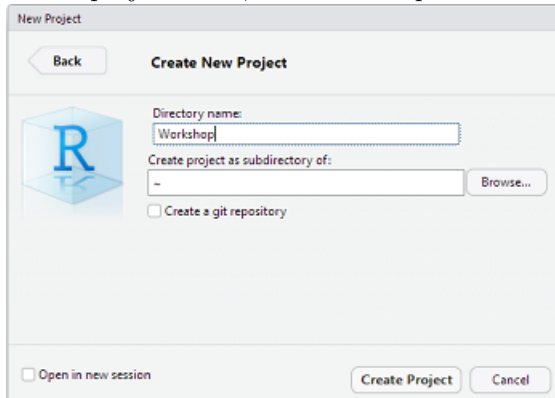 New Project
Back
Create New Project
R
Directory name:
Workshop
Create project as subdirectory of:
~
Browse...
Create a git repository
Open in new session
Create Project
Cancel